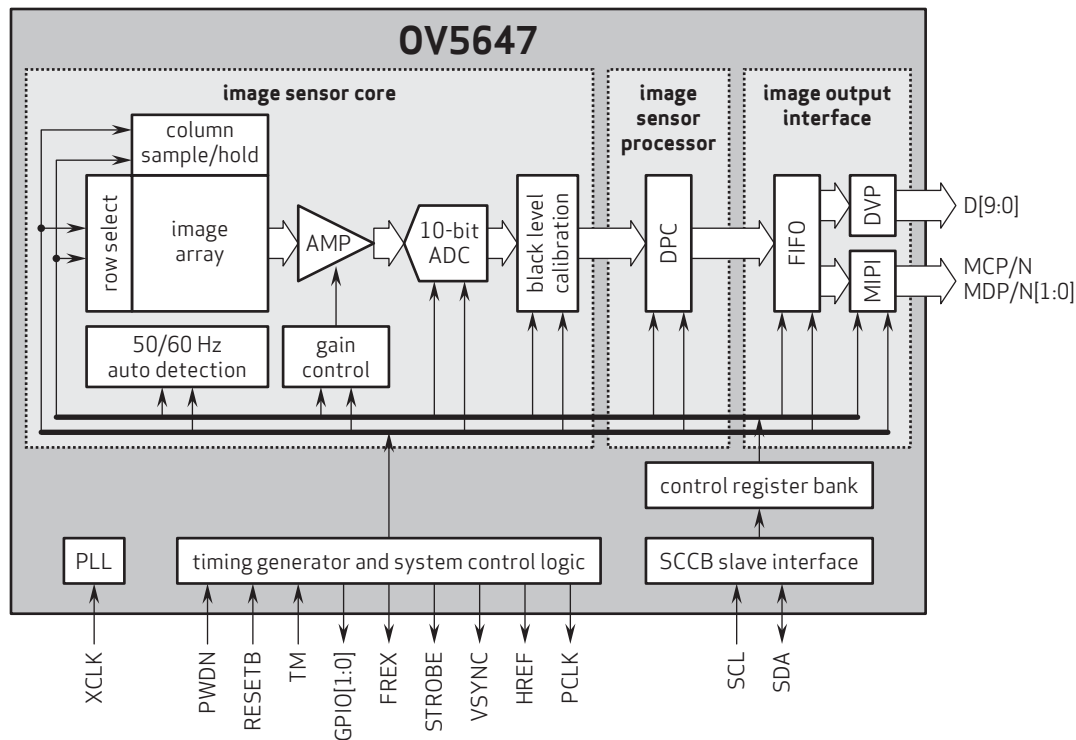 OV5647
image sensor core
image
sensor
processor
image output
interface
column
sample/hold
row select
image
array
AMP
10-bit
ADC
black level
calibration
DPC
FIFO
DVP
MIPI
D[9:0]
MCP/N
MDP/N[1:0]
50/60 Hz
auto detection
gain
control
control register bank
PLL
timing generator and system control logic
SCCB slave interface
XCLK
PWDN
RESETB
TM
GPIO[1:0]
FREX
STROBE
VSYNC
HREF
PCLK
SCL
SDA